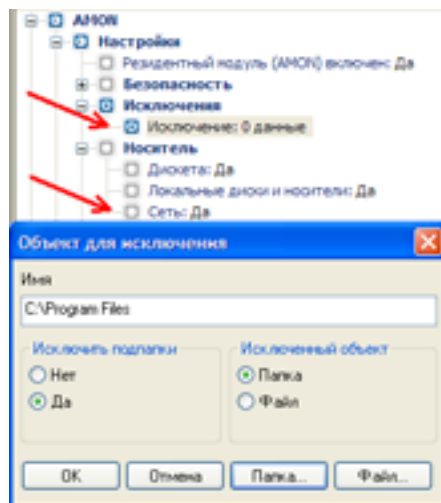 AMON
Настройки
Резидентный модуль (AMON) включен: Да
Безопасность
Исключения
Исключение: 0 данные
Носитель
Дискета: Да
Локальные диски и носители: Да
Сеть: Да
Объект для исключения
Имя
C:\Program Files
Исключить подпапки
Исключенный объект
Нет
Папка
Да
Файл
OK Отмена Папка... Файл...